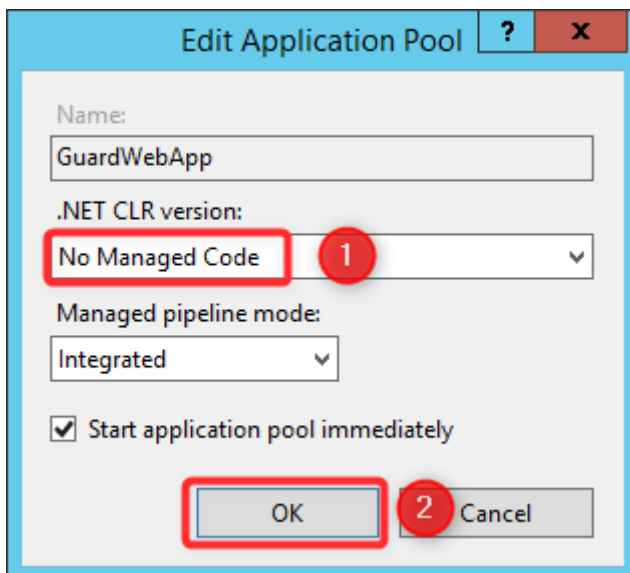 Edit Application Pool ? x
Name:
GuardWebApp
.NET CLR version:
No Managed Code 1
Managed pipeline mode:
Integrated
Start application pool immediately
OK 2 Cancel